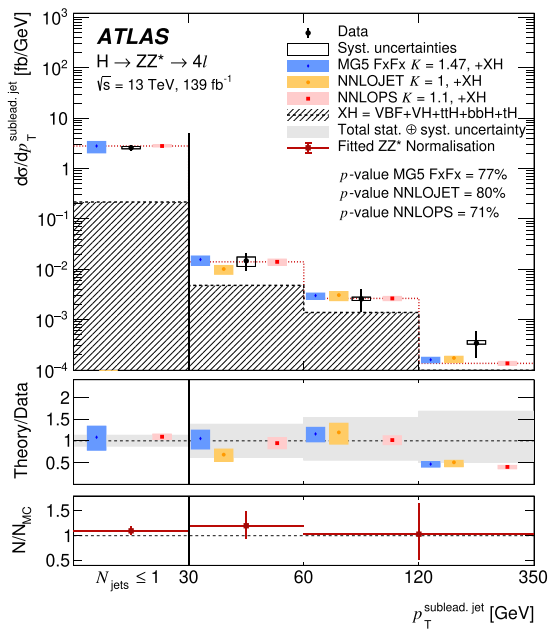 ATLAS
H → ZZ* → 4l
√s = 13 TeV, 139 fb⁻¹
Data
Syst. uncertainties
MG5 FxFx K = 1.47, +XH
NNLOJET K = 1, +XH
NNLOPS K = 1.1, +XH
XH = VBF+VH+ttH+bbH+tH
Total stat. ⊕ syst. uncertainty
Fitted ZZ* Normalisation
p-value MG5 FxFx = 77%
p-value NNLOJET = 80%
p-value NNLOPS = 71%
dσ/dp_T^sublead. jet [fb/GeV]
10³
10²
10
1
10⁻¹
10⁻²
10⁻³
10⁻⁴
Theory/Data
2
1.5
1
0.5
N/N_MC
1.5
1
0.5
N_jets ≤ 1
30
60
120
350
p_T^sublead. jet [GeV]